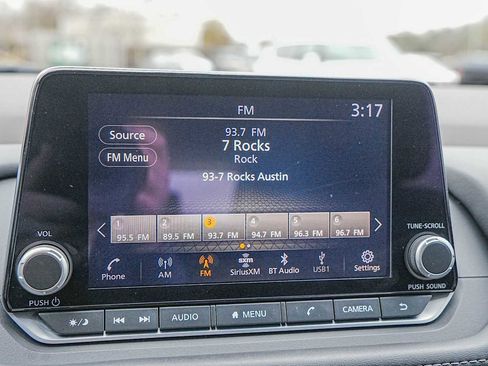 FM 3:17
Source
93.7 FM
7 Rocks
FM Menu
Rock
93-7 Rocks Austin
1 2 3 4 5 6
95.5 FM 89.5 FM 93.7 FM 94.7 FM 96.3 FM 96.7 FM
VOL
TUNE·SCROLL
Phone AM FM SiriusXM BT Audio USB1 Settings
sxm
PUSH
PUSH SOUND
AUDIO MENU CAMERA